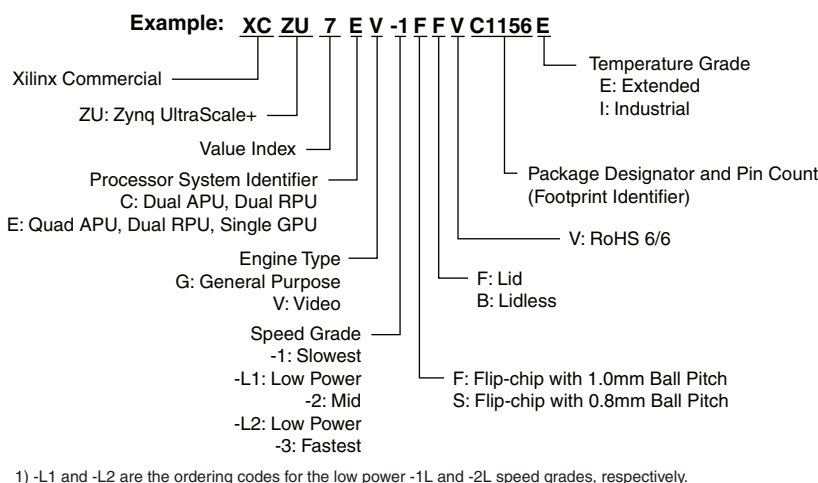 Example: XC ZU 7 E V -1 F F V C1156 E
Xilinx Commercial
ZU: Zynq UltraScale+
Value Index
Processor System Identifier
C: Dual APU, Dual RPU
E: Quad APU, Dual RPU, Single GPU
Engine Type
G: General Purpose
V: Video
Speed Grade
-1: Slowest
-L1: Low Power
-2: Mid
-L2: Low Power
-3: Fastest
Temperature Grade
E: Extended
I: Industrial
Package Designator and Pin Count
(Footprint Identifier)
V: RoHS 6/6
F: Lid
B: Lidless
F: Flip-chip with 1.0mm Ball Pitch
S: Flip-chip with 0.8mm Ball Pitch
1) -L1 and -L2 are the ordering codes for the low power -1L and -2L speed grades, respectively.